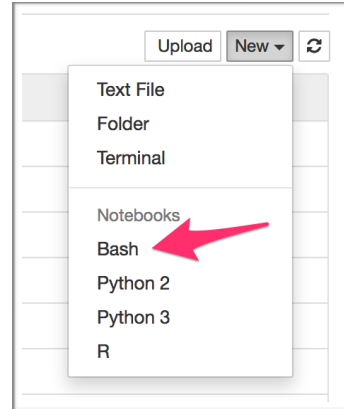 Upload New
Text File
Folder
Terminal
Notebooks
Bash
Python 2
Python 3
R